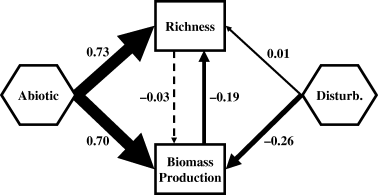 Richness
0.73
0.01
Abiotic
–0.03
–0.19
Disturb.
0.70
–0.26
Biomass
Production